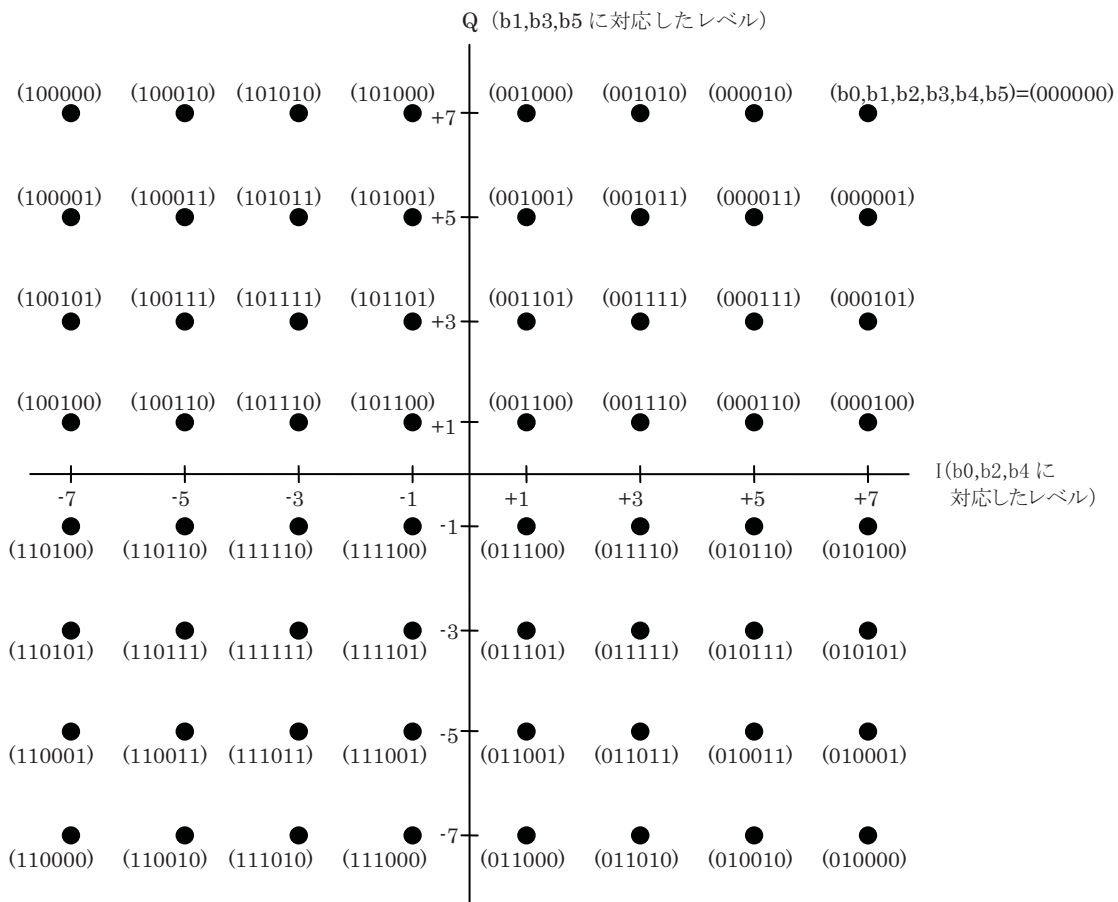 Q (b1,b3,b5 に対応したレベル)
(100000) (100010) (101010) (101000) (001000) (001010) (000010) (b0,b1,b2,b3,b4,b5)=(000000)
+7
(100001) (100011) (101011) (101001) (001001) (001011) (000011) (000001)
+5
(100101) (100111) (101111) (101101) (001101) (001111) (000111) (000101)
+3
(100100) (100110) (101110) (101100) (001100) (001110) (000110) (000100)
+1
I(b0,b2,b4 に
対応したレベル)
-7 -5 -3 -1 +1 +3 +5 +7
-1
(110100) (110110) (111110) (111100) (011100) (011110) (010110) (010100)
-3
(110101) (110111) (111111) (111101) (011101) (011111) (010111) (010101)
-5
(110001) (110011) (111011) (111001) (011001) (011011) (010011) (010001)
-7
(110000) (110010) (111010) (111000) (011000) (011010) (010010) (010000)